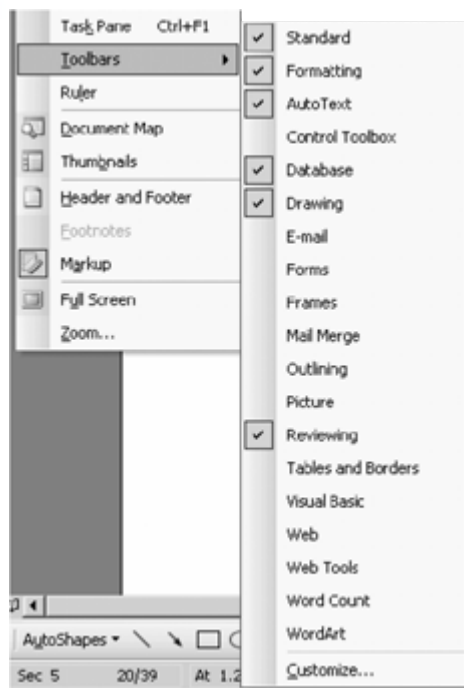 Task Pane Ctrl+F1
Toolbars
Ruler
Document Map
Thumbnails
Header and Footer
Footnotes
Markup
Full Screen
Zoom...
Standard
Formatting
AutoText
Control Toolbox
Database
Drawing
E-mail
Forms
Frames
Mail Merge
Outlining
Picture
Reviewing
Tables and Borders
Visual Basic
Web
Web Tools
Word Count
WordArt
Customize...
AutoShapes
Sec 5 20/39 At 1.2